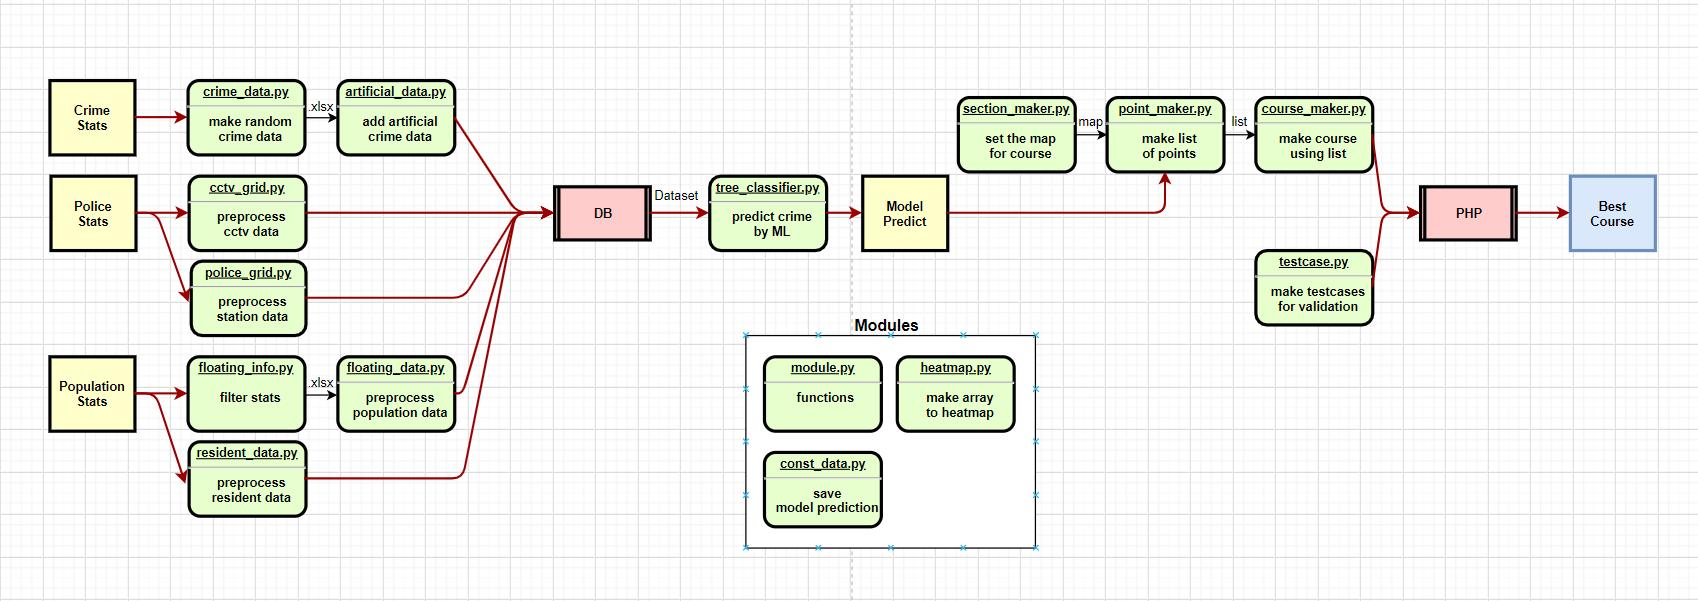 Crime
Stats
crime_data.py
make random
crime data
.xlsx
artificial_data.py
add artificial
crime data
Police
Stats
cctv_grid.py
preprocess
cctv data
police_grid.py
preprocess
station data
Population
Stats
floating_info.py
filter stats
.xlsx
floating_data.py
preprocess
population data
resident_data.py
preprocess
resident data
DB
Dataset
tree_classifier.py
predict crime
by ML
Model
Predict
section_maker.py
set the map
for course
map
point_maker.py
make list
of points
list
course_maker.py
make course
using list
testcase.py
make testcases
for validation
PHP
Best
Course
Modules
module.py
functions
heatmap.py
make array
to heatmap
const_data.py
save
model prediction